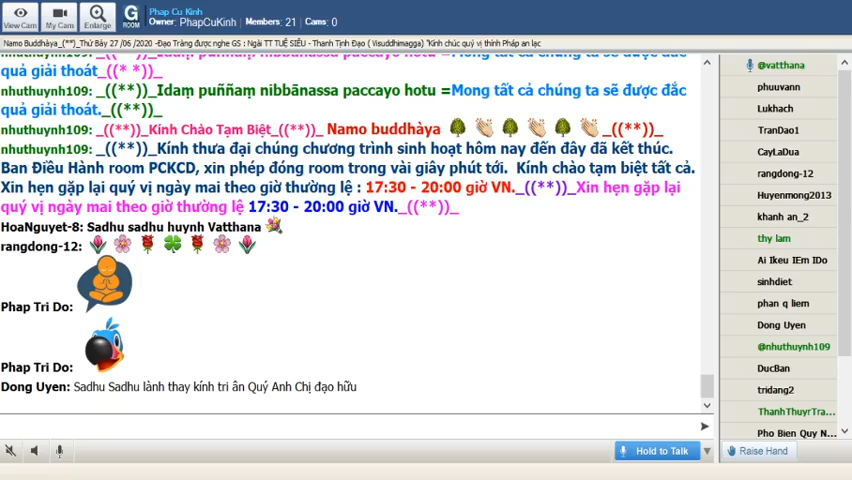 View Cam
My Cam
Enlarge
G
ROOM
Phap Cu Kinh
Owner: PhapCuKinh , Members: 21 | Cams: 0
Namo Buddhàya_(**)_Thứ Bảy 27 /06 /2020 -Đạo Tràng được nghe GS : Ngài TT TUỆ SIÊU - Thanh Tịnh Đạo ( Visuddhimagga) "Kính chúc quý vị thính Pháp an lạc
quả giải thoát_((* *))_
nhuthuynh109: _((**)_Idaṃ puññaṃ nibbānassa paccayo hotu =Mong tất cả chúng ta sẽ được đắc
quả giải thoát._((**))_
nhuthuynh109: _((**))_Kính Chào Tạm Biệt_((**))_ Namo buddhàya _((**))_
nhuthuynh109: _((**)_Kính thưa đại chúng chương trình sinh hoạt hôm nay đến đây đã kết thúc.
Ban Điều Hành room PCKCD, xin phép đóng room trong vài giây phút tới. Kính chào tạm biệt tất cả.
Xin hẹn gặp lại quý vị ngày mai theo giờ thường lệ : 17:30 - 20:00 giờ VN._((**))_Xin hẹn gặp lại
quý vị ngày mai theo giờ thường lệ 17:30 - 20:00 giờ VN._((**)_
HoaNguyet-8: Sadhu sadhu huynh Vatthana
rangdong-12:
Phap Tri Do:
Phap Tri Do:
Dong Uyen: Sadhu Sadhu lành thay kính tri ân Quý Anh Chị đạo hữu
@vatthana
phuuvann
Lukhach
TranDao1
CayLaDua
rangdong-12
Huyenmong2013
khanh an_2
thy lam
Ai Ikeu IEm IDo
sinhdiet
phan q liem
Dong Uyen
@nhuthuynh109
DucBan
tridang2
ThanhThuyrTra...
Pho Bien Quy N...
Hold to Talk
Raise Hand